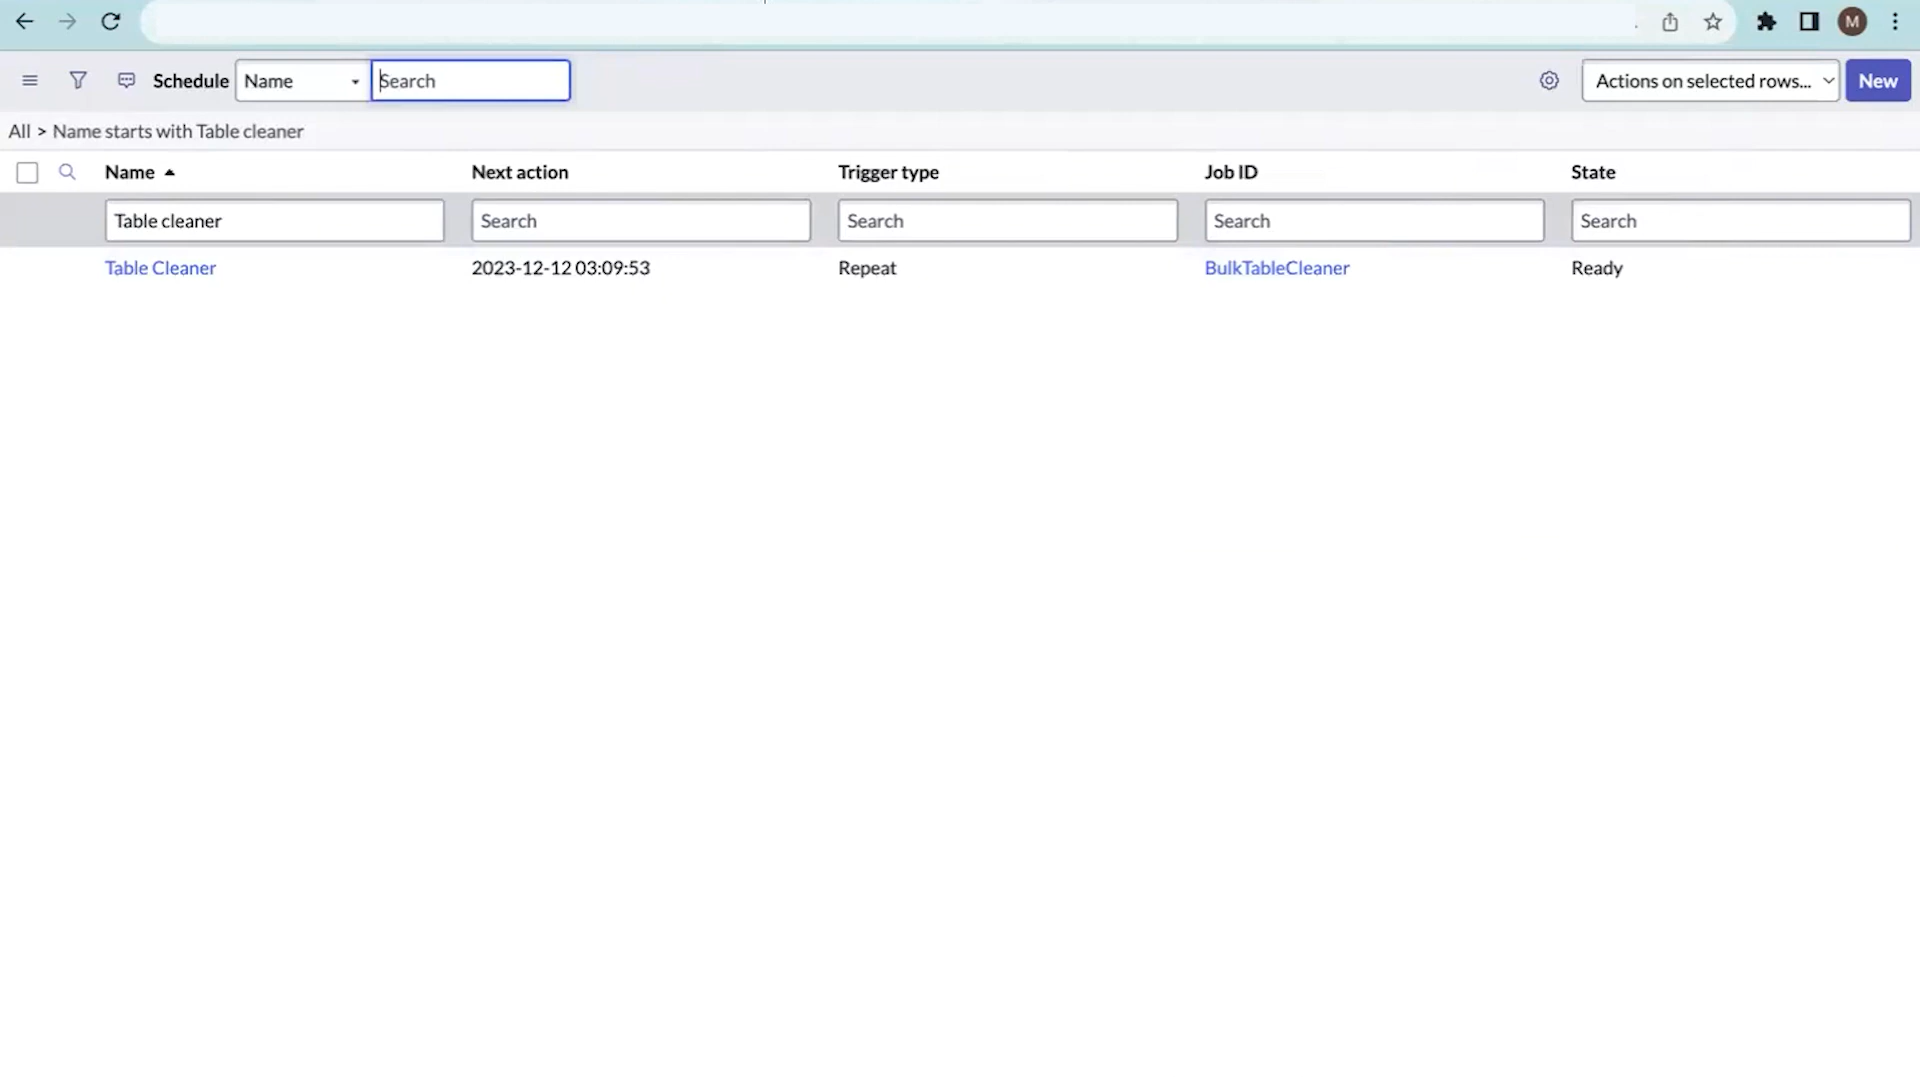 M
Schedule Name Search Actions on selected rows... New
All > Name starts with Table cleaner
Name Next action Trigger type Job ID State
Table cleaner Search Search Search Search
Table Cleaner 2023-12-12 03:09:53 Repeat BulkTableCleaner Ready